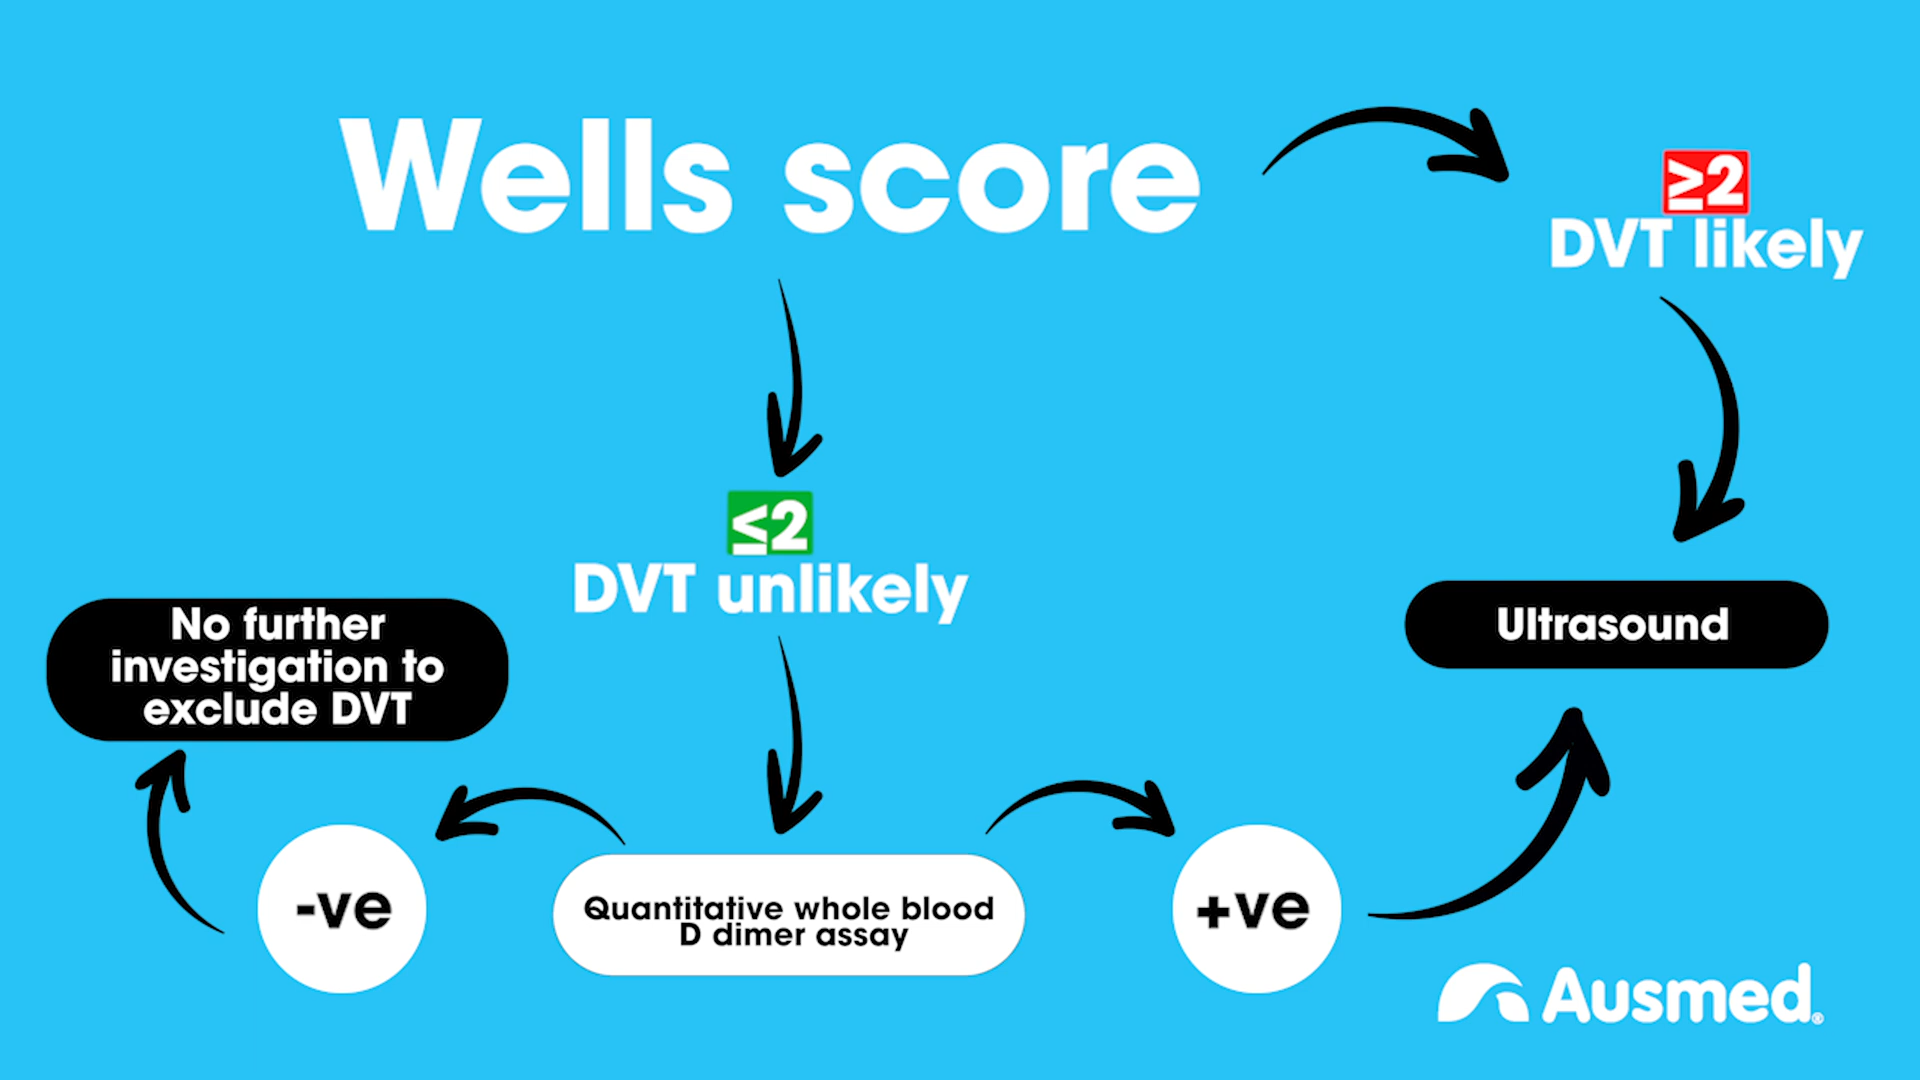 Wells score
≥2
DVT likely
≤2
DVT unlikely
No further
investigation to
exclude DVT
Ultrasound
-ve
Quantitative whole blood
D dimer assay
+ve
Ausmed®